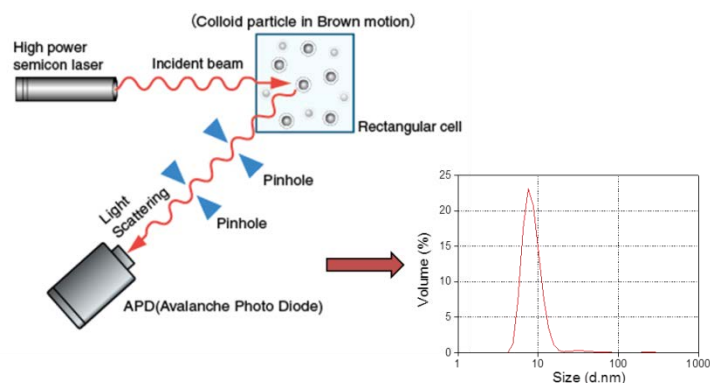 (Colloid particle in Brown motion)
High power
semicon laser
Incident beam
Rectangular cell
Pinhole
Pinhole
Light
Scattering
APD(Avalanche Photo Diode)
25
20
15
10
5
0
Volume (%)
1
10
100
1000
Size (d.nm)